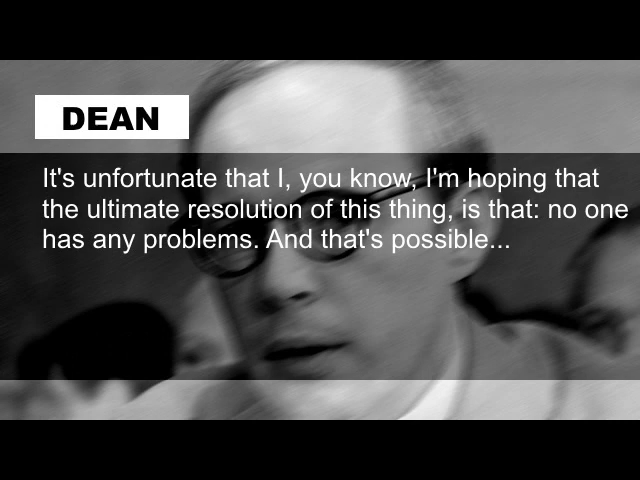 DEAN
It's unfortunate that I, you know, I'm hoping that
the ultimate resolution of this thing, is that: no one
has any problems. And that's possible...